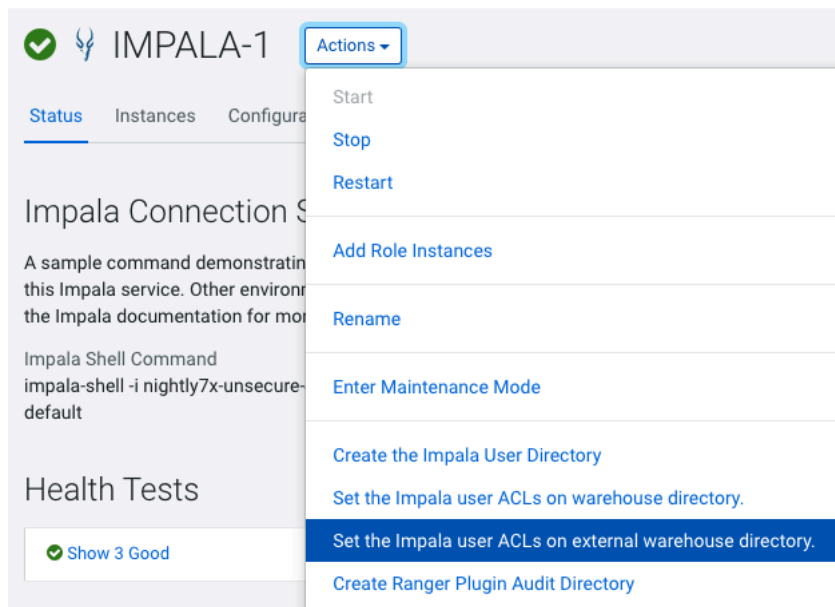 IMPALA-1
Actions
Status Instances Configura
Start
Stop
Restart
Add Role Instances
Rename
Enter Maintenance Mode
Create the Impala User Directory
Set the Impala user ACLs on warehouse directory.
Set the Impala user ACLs on external warehouse directory.
Create Ranger Plugin Audit Directory
Impala Connection S
A sample command demonstratin
this Impala service. Other environ
the Impala documentation for mo
Impala Shell Command
impala-shell -i nightly7x-unsecure-
default
Health Tests
Show 3 Good